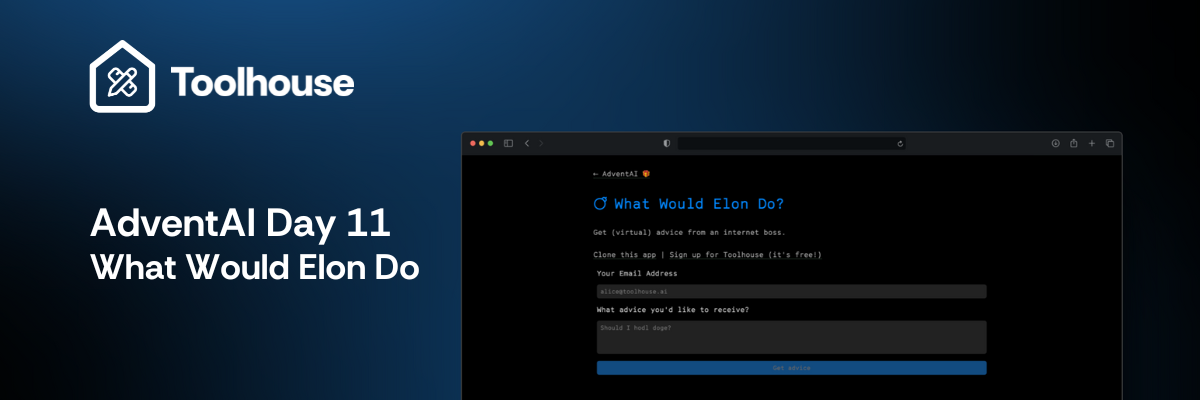 Toolhouse
AdventAI Day 11
What Would Elon Do
← AdventAI
What Would Elon Do?
Get (virtual) advice from an internet boss.
Clone this app | Sign up for Toolhouse (it's free!)
Your Email Address
alice@toolhouse.ai
What advice you'd like to receive?
Should I hodl doge?
Get advice